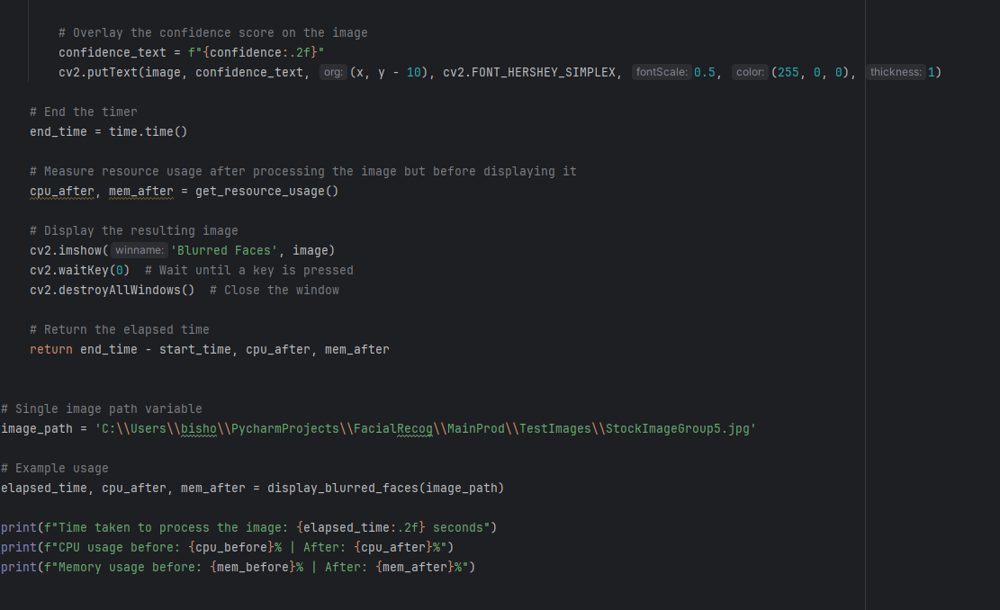 # Overlay the confidence score on the image
confidence_text = f"{confidence:.2f}"
cv2.putText(image, confidence_text, org: (x, y - 10), cv2.FONT_HERSHEY_SIMPLEX, fontScale: 0.5, color: (255, 0, 0), thickness: 1)
# End the timer
end_time = time.time()
# Measure resource usage after processing the image but before displaying it
cpu_after, mem_after = get_resource_usage()
# Display the resulting image
cv2.imshow( winname: 'Blurred Faces', image)
cv2.waitKey(0)  # Wait until a key is pressed
cv2.destroyAllWindows()  # Close the window
# Return the elapsed time
return end_time - start_time, cpu_after, mem_after
# Single image path variable
image_path = 'C:\\Users\\bisho\\PycharmProjects\\FacialRecog\\MainProd\\TestImages\\StockImageGroup5.jpg'
# Example usage
elapsed_time, cpu_after, mem_after = display_blurred_faces(image_path)
print(f"Time taken to process the image: {elapsed_time:.2f} seconds")
print(f"CPU usage before: {cpu_before}% | After: {cpu_after}%")
print(f"Memory usage before: {mem_before}% | After: {mem_after}%")